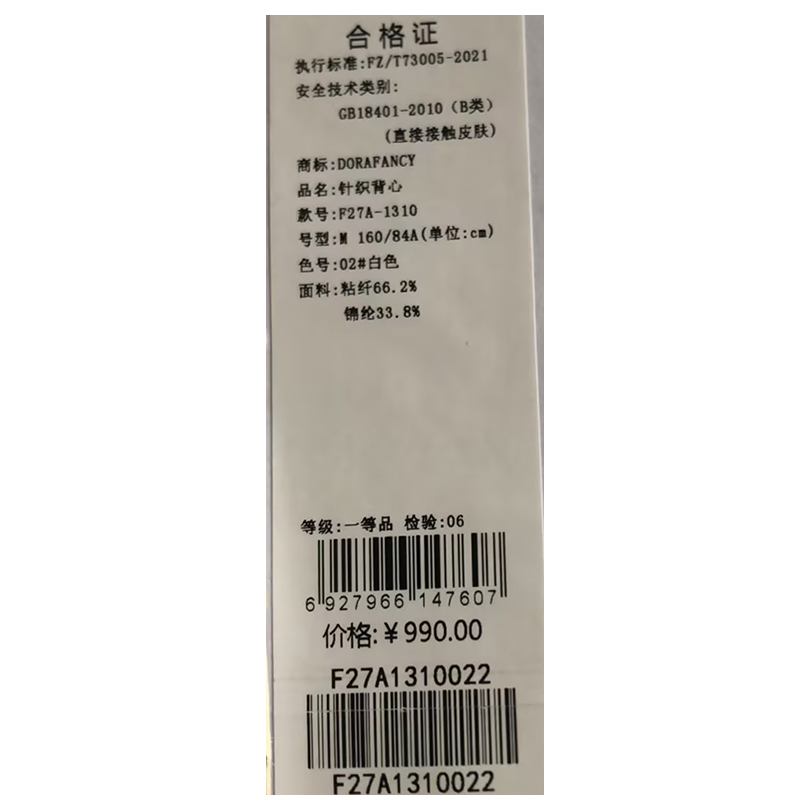 合格证
执行标准:FZ/T73005-2021
安全技术类别:
GB18401-2010（B类）
(直接接触皮肤)
商标:DORAFANCY
品名:针织背心
款号:F27A-1310
号型:M 160/84A(单位:cm)
色号:02#白色
面料:粘纤66.2%
锦纶33.8%
等级:一等品 检验:06
6 927966 147607
价格:￥990.00
F27A1310022
F27A1310022